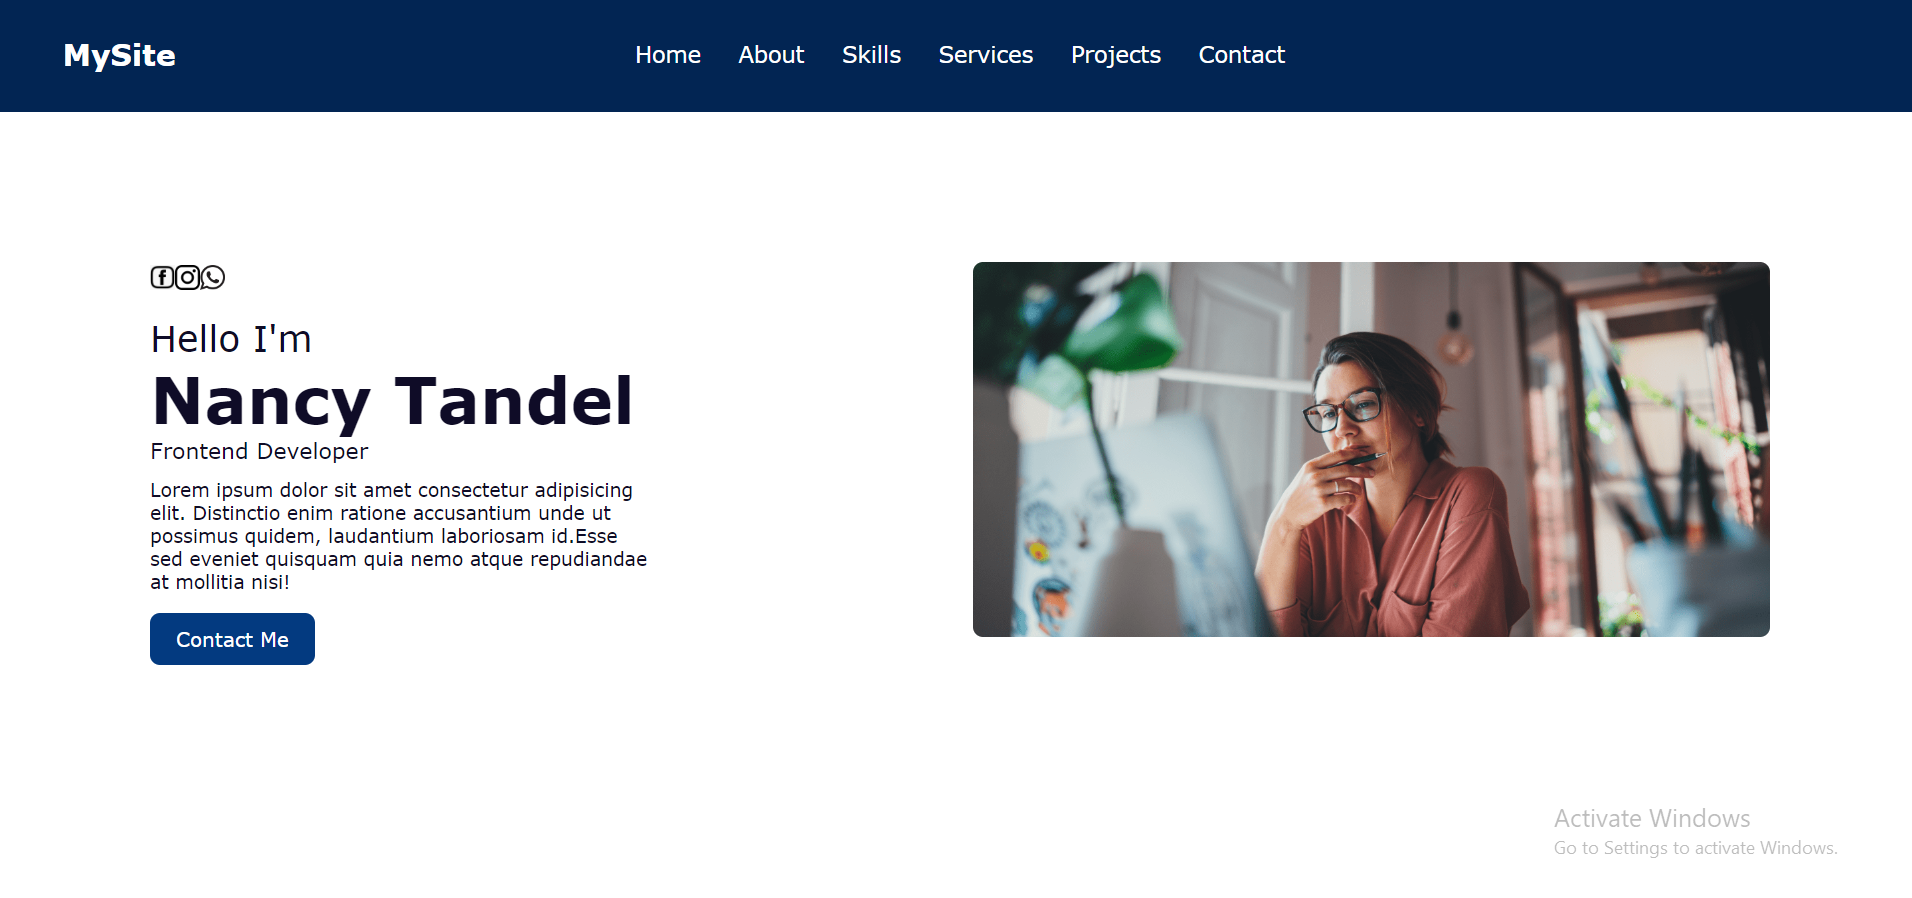 MySite
Home About Skills Services Projects Contact
Hello I'm
Nancy Tandel
Frontend Developer
Lorem ipsum dolor sit amet consectetur adipisicing
elit. Distinctio enim ratione accusantium unde ut
possimus quidem, laudantium laboriosam id.Esse
sed eveniet quisquam quia nemo atque repudiandae
at mollitia nisi!
Contact Me
Activate Windows
Go to Settings to activate Windows.